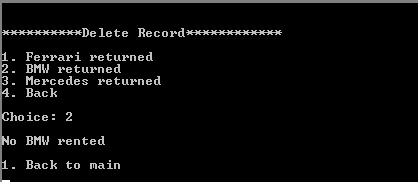 **********Delete Record************
1. Ferrari returned
2. BMW returned
3. Mercedes returned
4. Back
Choice: 2
No BMW rented
1. Back to main